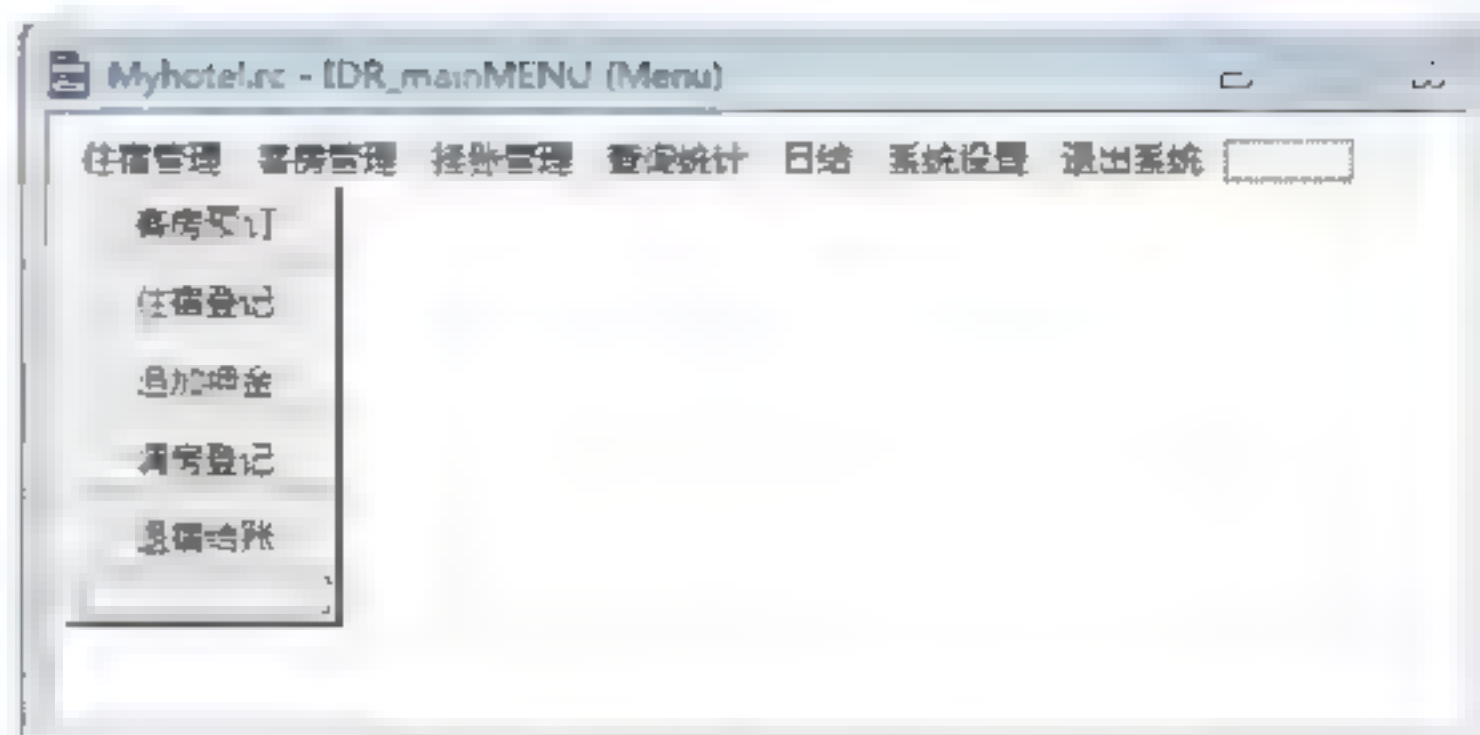 Myhotel.rc - IDR_mainMENU (Menu)
住宿管理 客房管理 挂账管理 查询统计 日结 系统设置 退出系统
客房预订
住宿登记
追加押金
调房登记
退宿结账